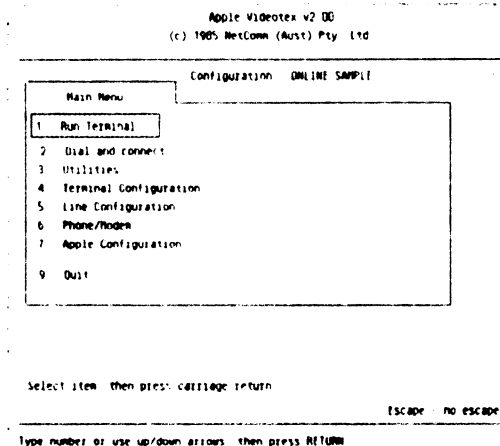 Apple Videotex v2 00
(c) 1985 NetComm (Aust) Pty Ltd
Configuration ONLINE SAMPLE
Main Menu
1 Run Terminal
2 Dial and connect
3 Utilities
4 Terminal Configuration
5 Line Configuration
6 Phone/Modem
7 Apple Configuration
9 Quit
Select item then press carriage return
Escape no escape
Type number or use up/down arrows then press RETURN